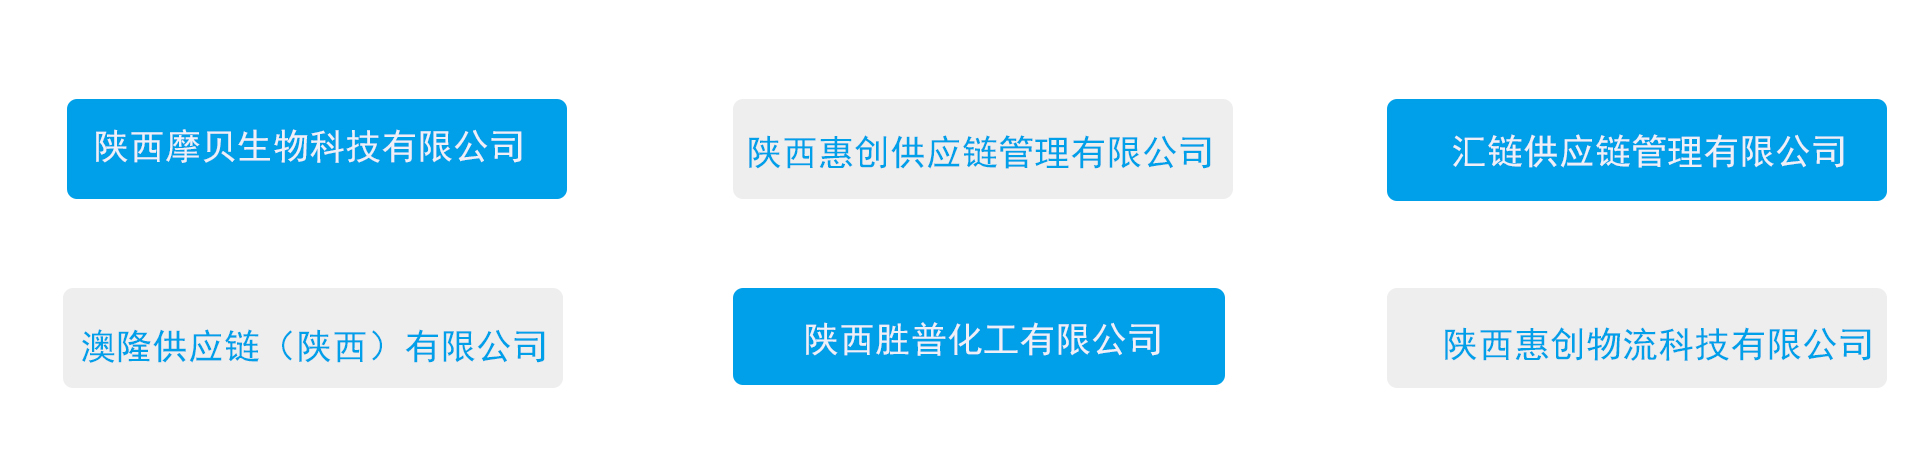 陕西摩贝生物科技有限公司
陕西惠创供应链管理有限公司
汇链供应链管理有限公司
澳隆供应链（陕西）有限公司
陕西胜普化工有限公司
陕西惠创物流科技有限公司